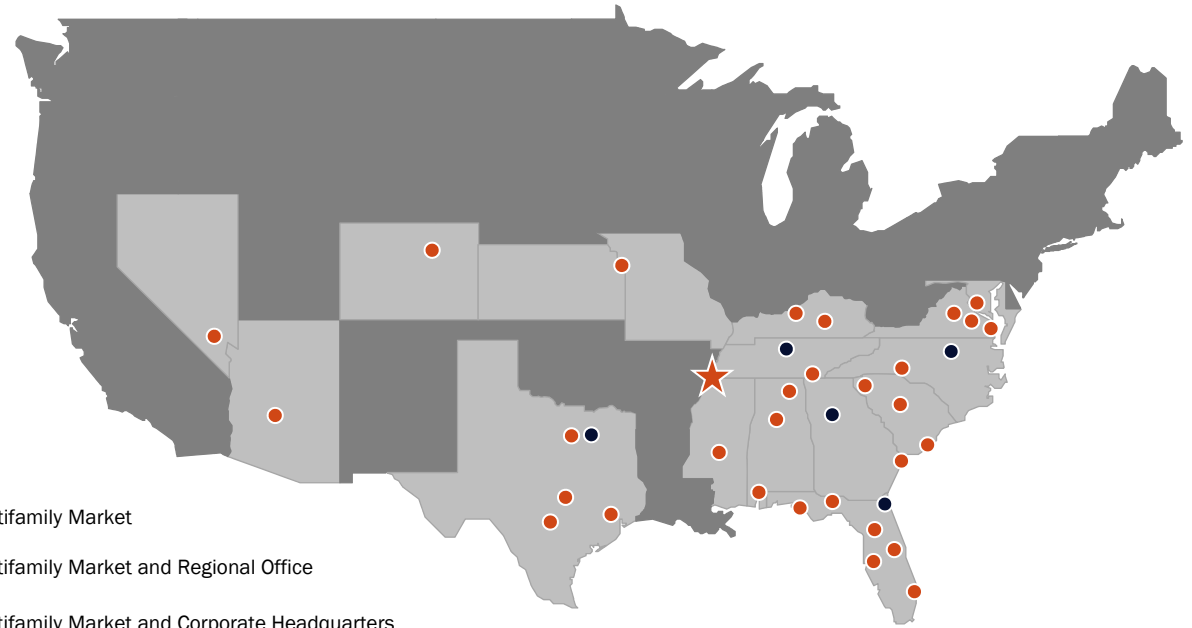 tifamily Market
tifamily Market and Regional Office
tifamily Market and Corporate Headquarters